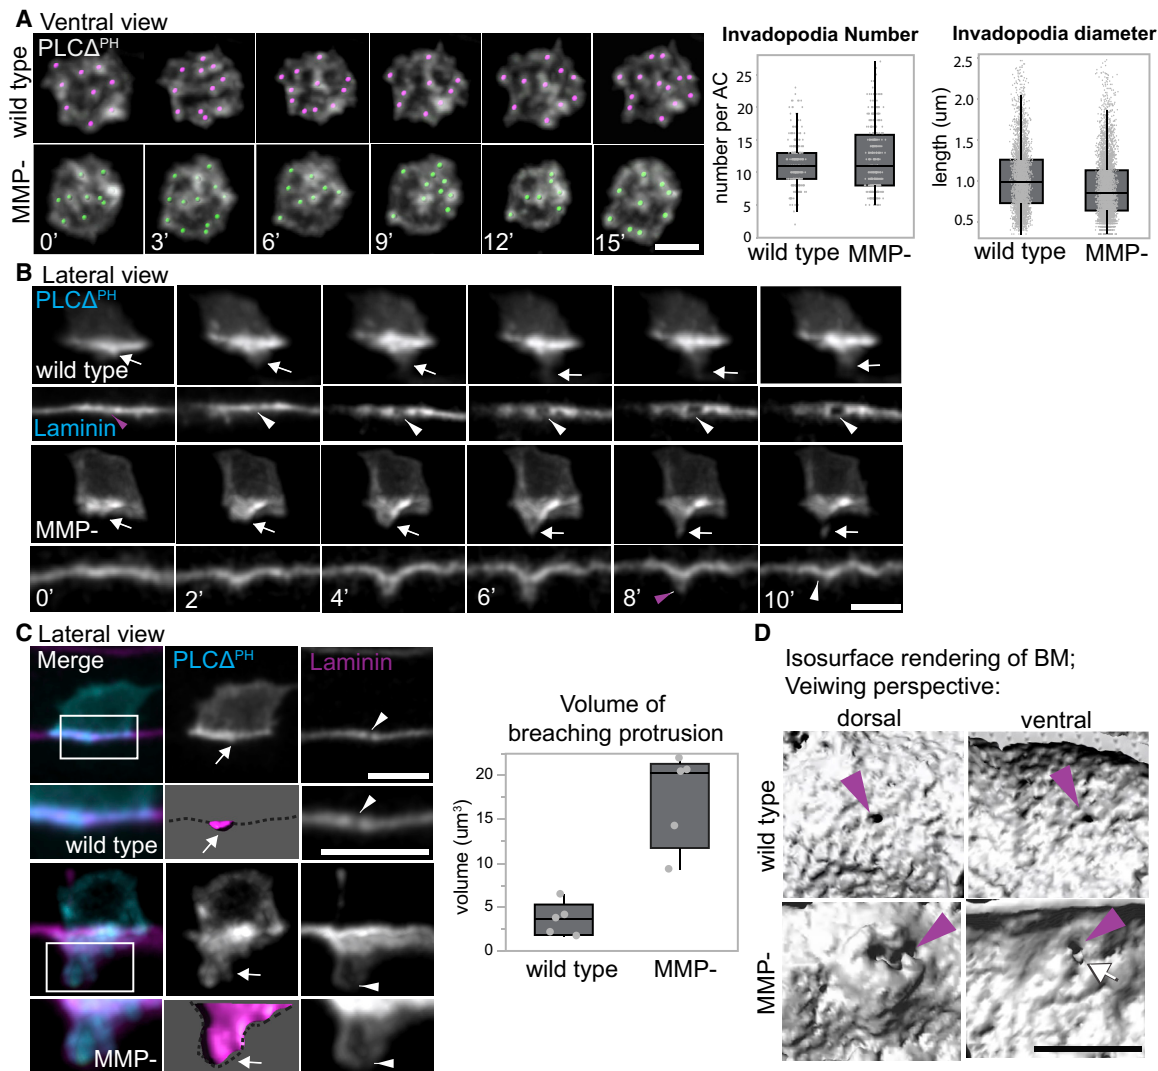 A Ventral view
PLCΔPH
wild type
MMP-
0’ 3’ 6’ 9’ 12’ 15’
Invadopodia Number
number per AC
25
20
15
10
5
0
wild type MMP-
Invadopodia diameter
length (um)
2.5
2.0
1.5
1.0
0.5
wild type MMP-
B Lateral view
PLCΔPH
wild type
Laminin
MMP-
0’ 2’ 4’ 6’ 8’ 10’
C Lateral view
Merge PLCΔPH Laminin
wild type
MMP-
Volume of
breaching protrusion
volume (um3)
20
15
10
5
0
wild type MMP-
D
Isosurface rendering of BM;
Veiwing perspective:
dorsal ventral
wild type
MMP-